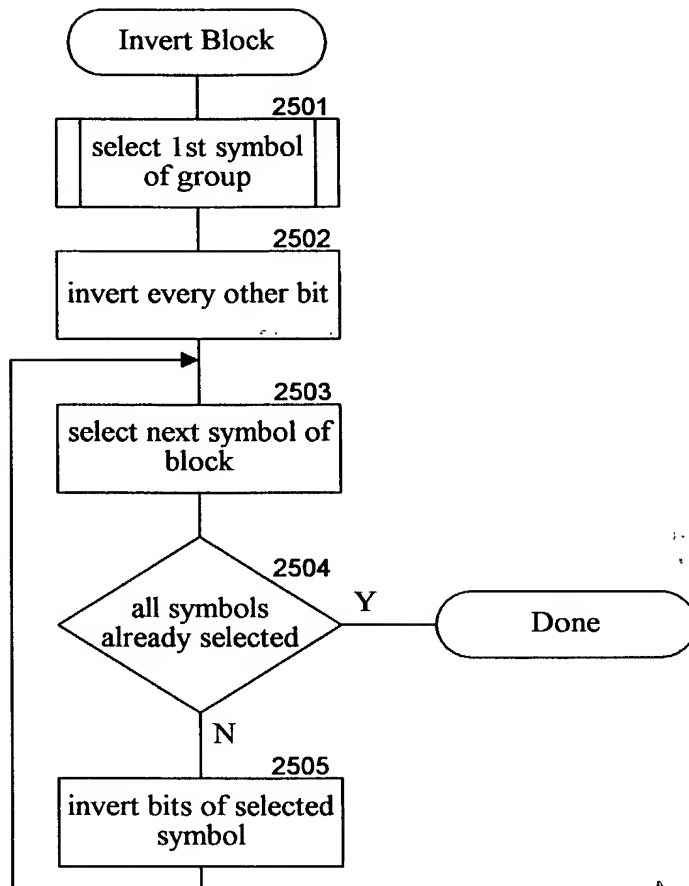 Invert Block
2501
select 1st symbol
of group
2502
invert every other bit
2503
select next symbol of
block
2504
all symbols
already selected
Y
Done
N
2505
invert bits of selected
symbol